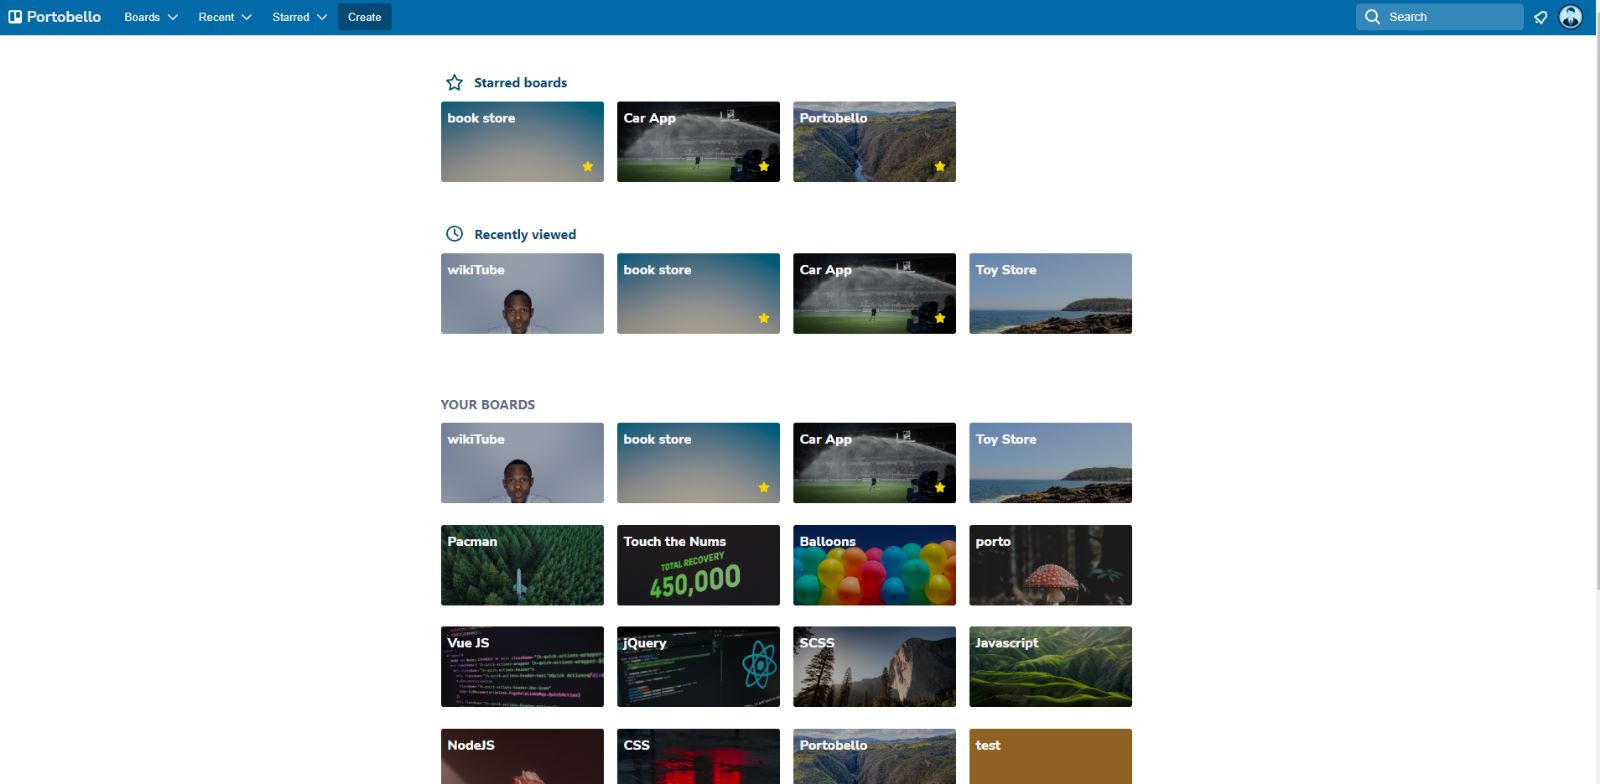 Portobello Boards Recent Starred Create Search
Starred boards
book store Car App Portobello
Recently viewed
wikiTube book store Car App Toy Store
YOUR BOARDS
wikiTube book store Car App Toy Store
Pacman Touch the Nums Balloons porto
TOTAL RECOVERY
450,000
Vue JS jQuery SCSS Javascript
NodeJS CSS Portobello test